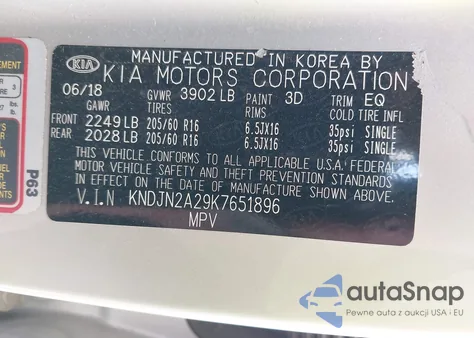 MANUFACTURED IN KOREA BY
KIA KIA MOTORS CORPORATION
06/18 GVWR 3902 LB PAINT 3D TRIM EQ
GAWR TIRES RIMS COLD TIRE INFL
FRONT 2249 LB 205/60 R16 6.5JX16 35psi SINGLE
REAR 2028 LB 205/60 R16 6.5JX16 35psi SINGLE
THIS VEHICLE CONFORMS TO ALL APPLICABLE U.S.A. FEDERAL
MOTOR VEHICLE SAFETY AND THEFT PREVENTION STANDARDS
IN EFFECT ON THE DATE OF MANUFACTURE SHOWN ABOVE.
V.I.N KNDJN2A29K7651896
MPV
P63
autoSnap
Pewne auta z aukcji USA i EU